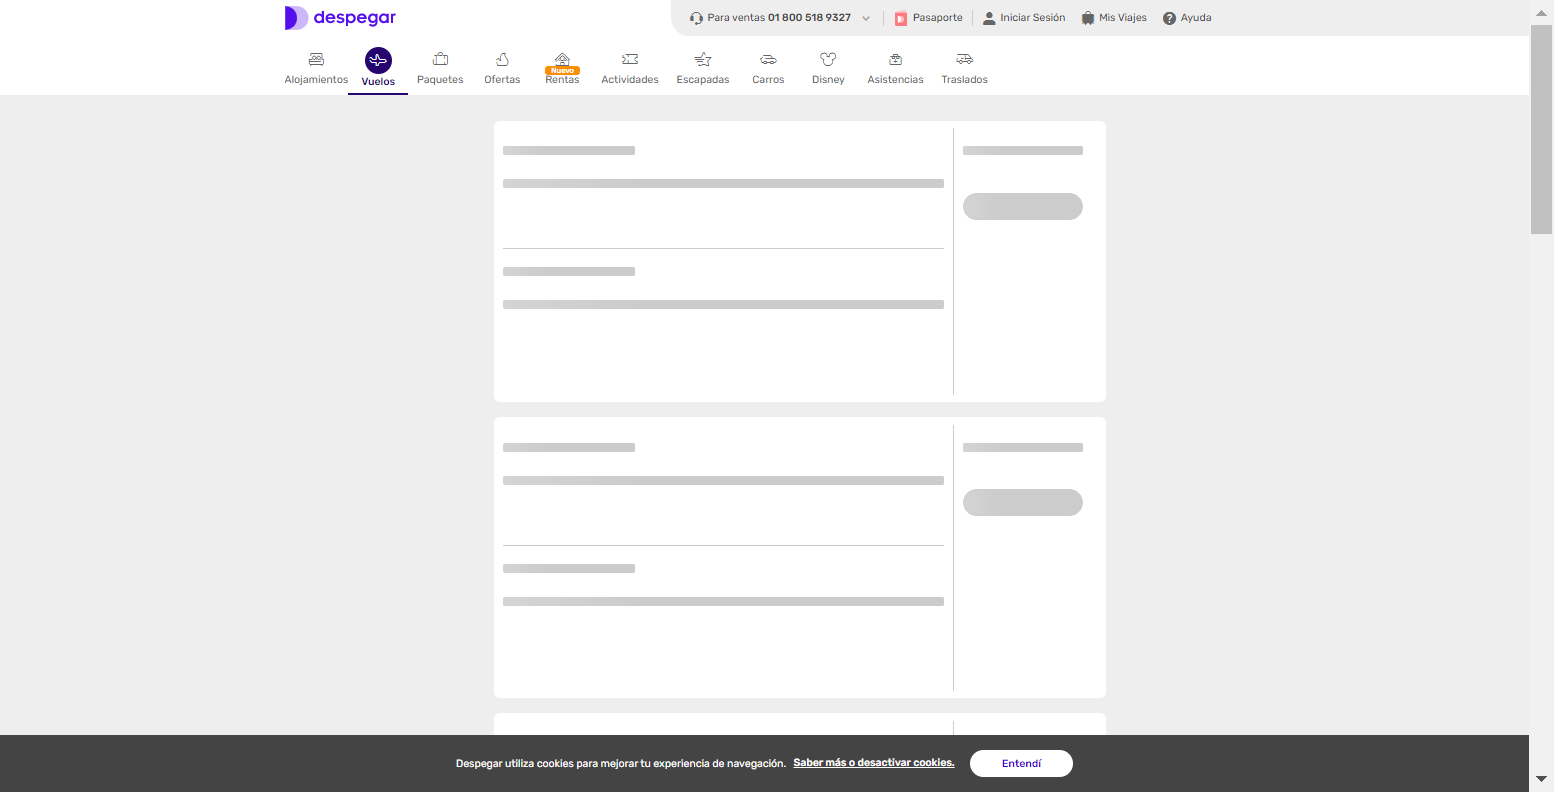 despegar
Para ventas 01 800 518 9327
Pasaporte
Iniciar Sesión
Mis Viajes
Ayuda
Alojamientos
Vuelos
Paquetes
Ofertas
Nuevo
Rentas
Actividades
Escapadas
Carros
Disney
Asistencias
Traslados
Despegar utiliza cookies para mejorar tu experiencia de navegación. Saber más o desactivar cookies.
Entendí